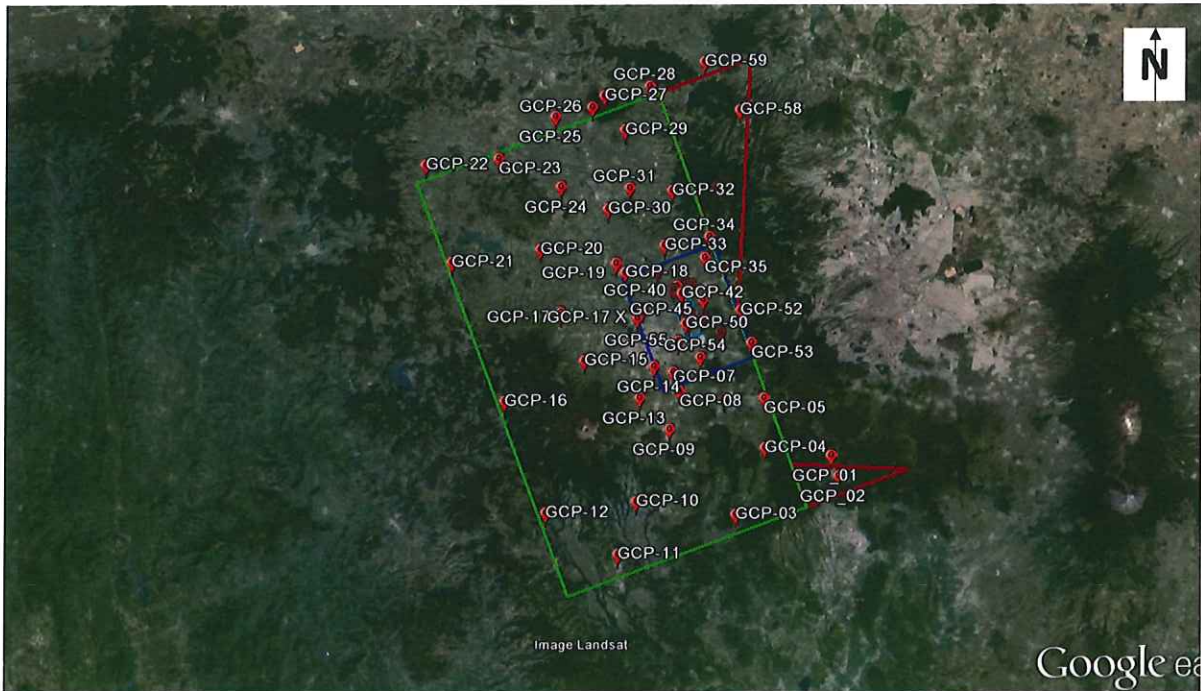 N
GCP-59
GCP-28
GCP-27
GCP-26
GCP-58
GCP-25
GCP-29
GCP-22
GCP-23
GCP-31
GCP-32
GCP-24
GCP-30
GCP-34
GCP-20
GCP-33
GCP-21
GCP-19
GCP-18
GCP-35
GCP-40
GCP-42
GCP-45
GCP-52
GCP-17
GCP-17 X
GCP-50
GCP-55
GCP-54
GCP-53
GCP-15
GCP-07
GCP-14
GCP-08
GCP-05
GCP-16
GCP-13
GCP-09
GCP-04
GCP_01
GCP_02
GCP-10
GCP-12
GCP-03
GCP-11
Image Landsat
Google ea